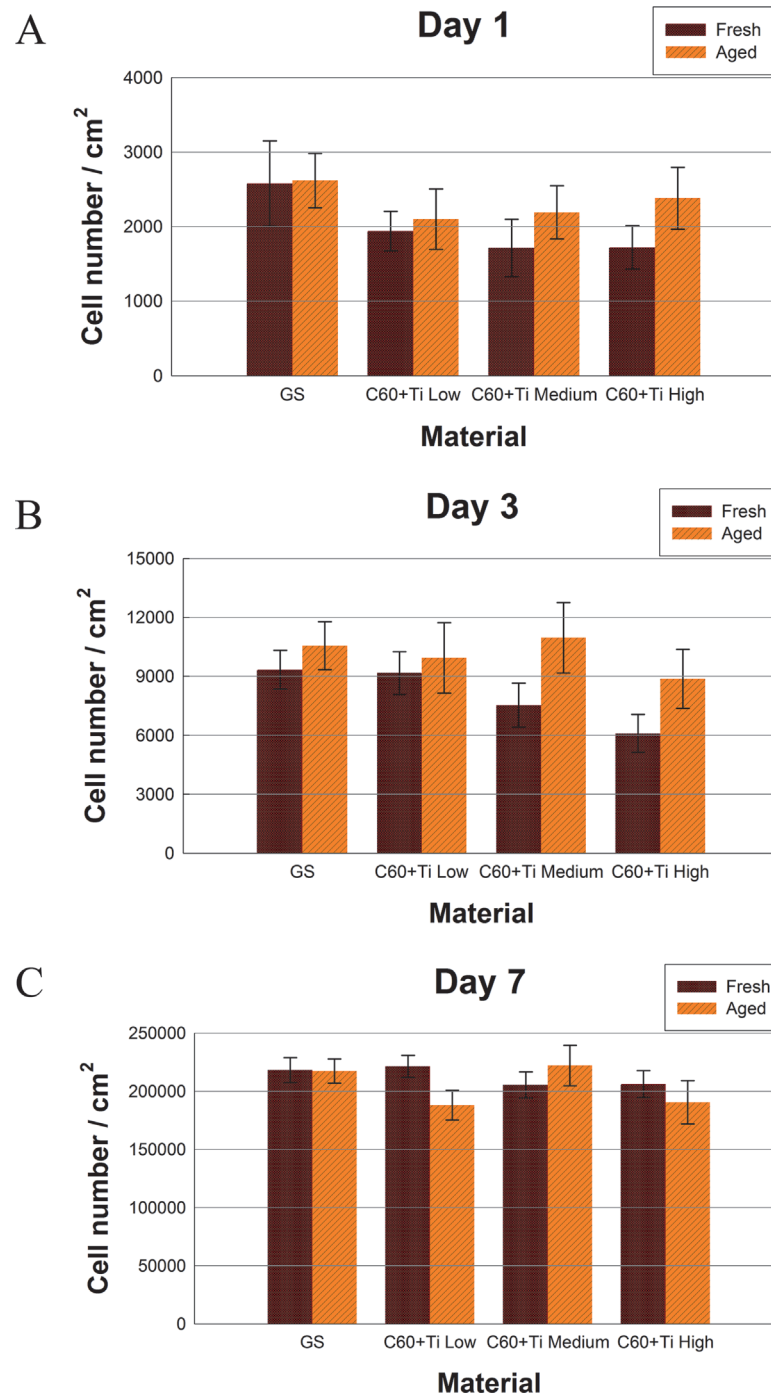 A
Day 1
Fresh
Aged
Cell number / cm²
4000
3000
2000
1000
0
GS C60+Ti Low C60+Ti Medium C60+Ti High
Material
B
Day 3
Fresh
Aged
Cell number / cm²
15000
12000
9000
6000
3000
0
GS C60+Ti Low C60+Ti Medium C60+Ti High
Material
C
Day 7
Fresh
Aged
Cell number / cm²
250000
200000
150000
100000
50000
0
GS C60+Ti Low C60+Ti Medium C60+Ti High
Material